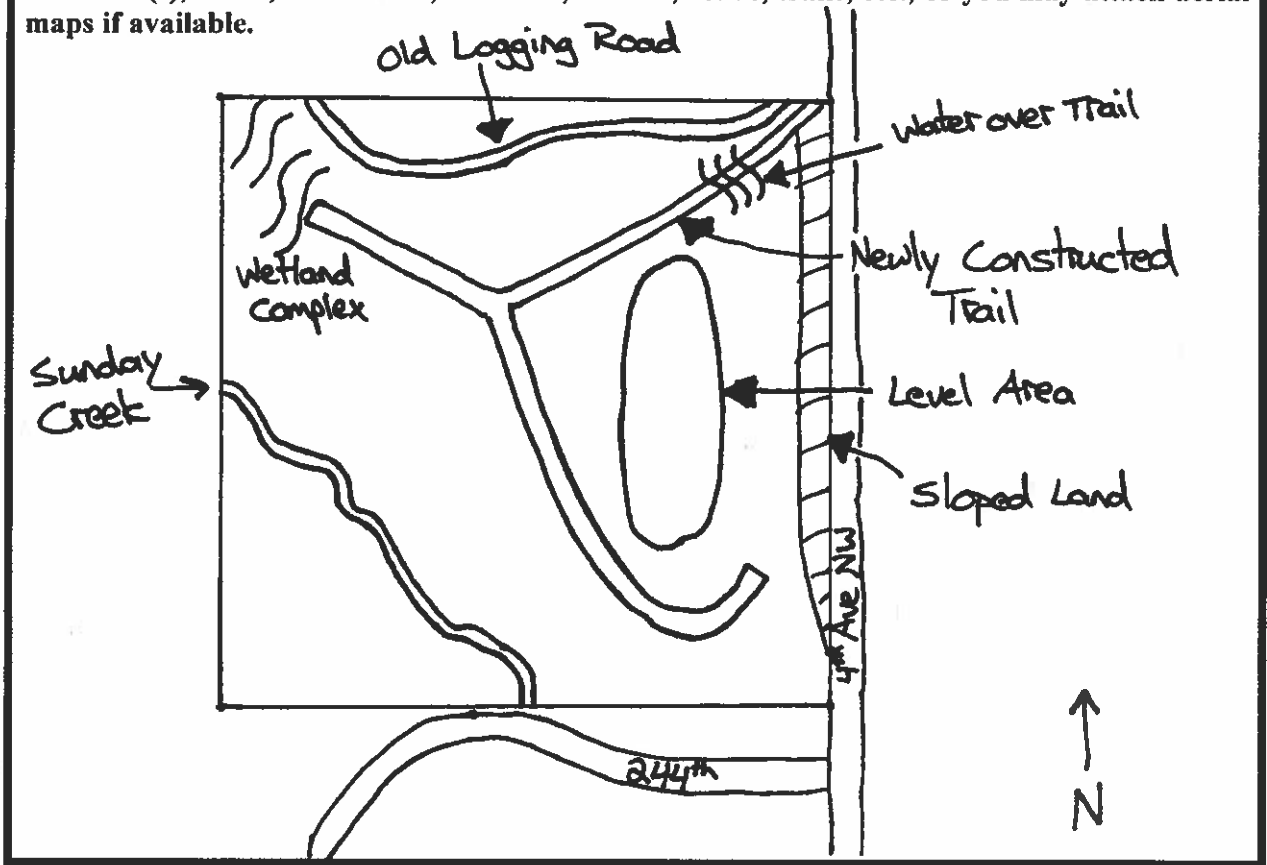 maps if available.
Old Logging Road
Water over Trail
Newly Constructed
Trail
Wetland
Complex
Sunday
Creek
Level Area
Sloped Land
4th Ave NW
244th
N